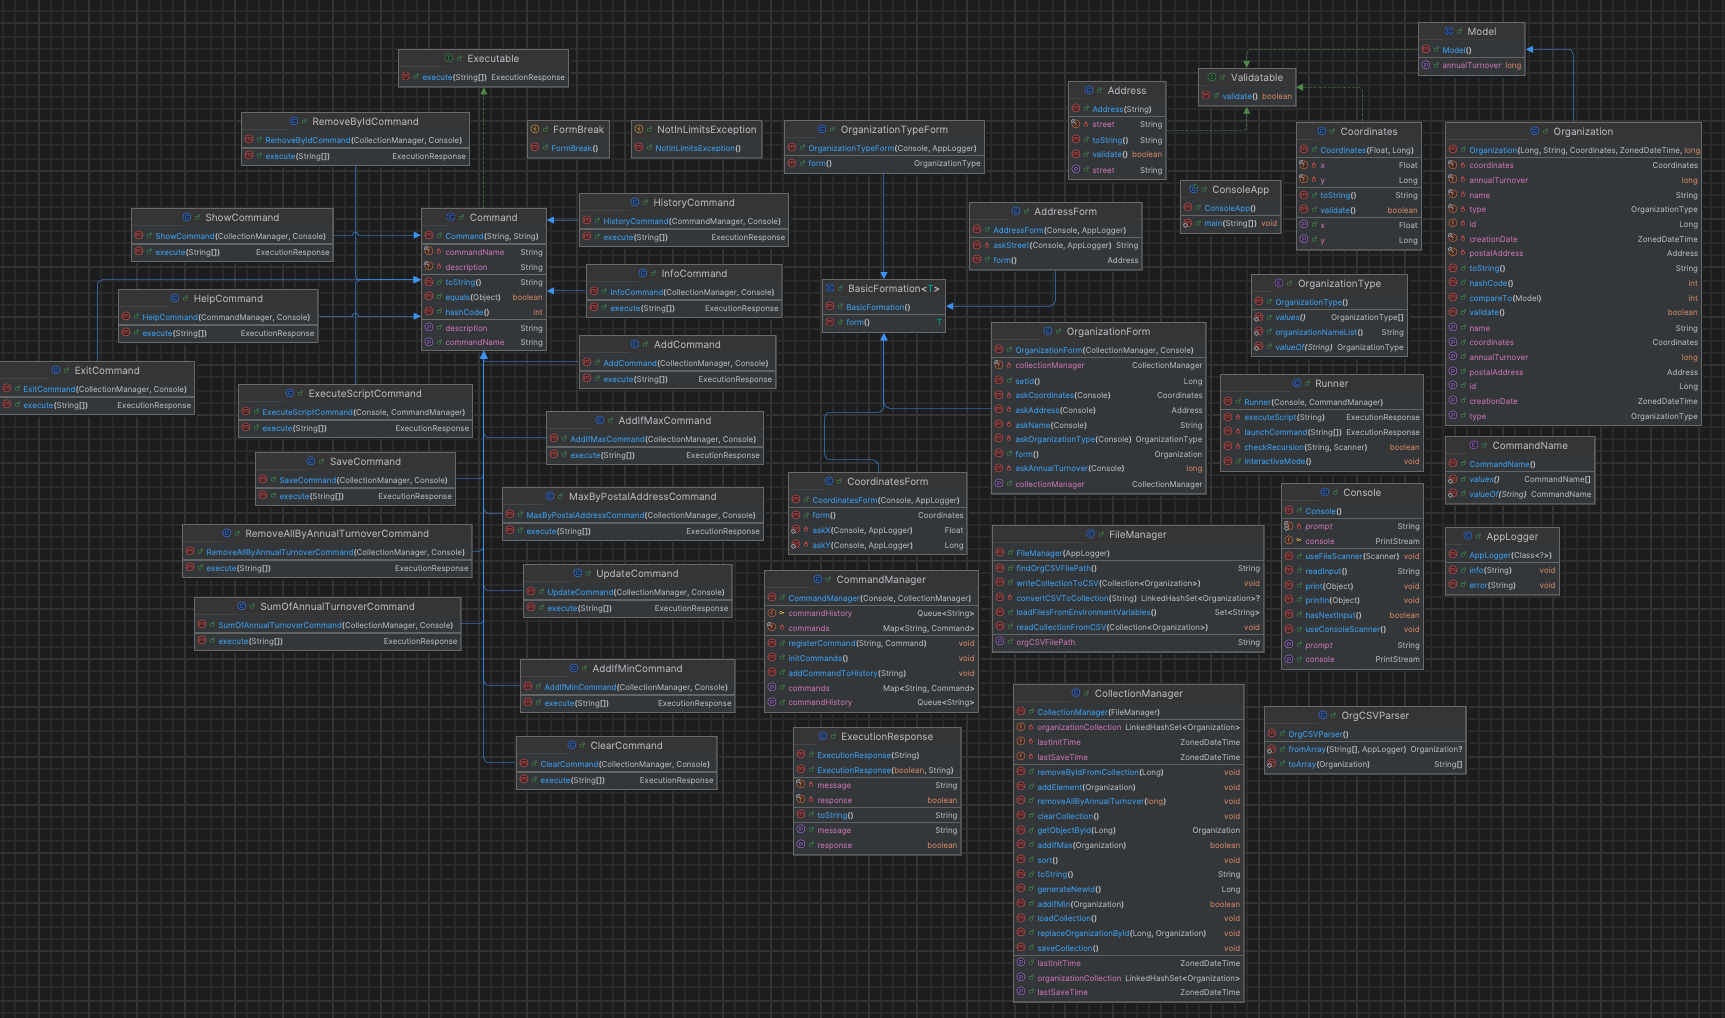 Executable
execute(String[]) ExecutionResponse
RemoveByIdCommand
RemoveByIdCommand(CollectionManager, Console)
execute(String[]) ExecutionResponse
FormBreak
FormBreak()
NotInLimitsException
NotInLimitsException()
OrganizationTypeForm
OrganizationTypeForm(Console, AppLogger)
form() OrganizationType
Address
Address(String)
street String
toString() String
validate() boolean
street String
Validatable
validate() boolean
Model
Model()
annualTurnover long
Coordinates
Coordinates(Float, Long)
x Float
y Long
toString() String
validate() boolean
x Float
y Long
Organization
Organization(Long, String, Coordinates, ZonedDateTime, long
coordinates Coordinates
annualTurnover long
name String
type OrganizationType
id Long
creationDate ZonedDateTime
postalAddress Address
toString() String
hashCode() int
compareTo(Model) int
validate() boolean
name String
coordinates Coordinates
annualTurnover long
postalAddress Address
id Long
creationDate ZonedDateTime
type OrganizationType
ShowCommand
ShowCommand(CollectionManager, Console)
execute(String[]) ExecutionResponse
Command
Command(String, String)
commandName String
description String
toString() String
equals(Object) boolean
hashCode() int
description String
commandName String
HistoryCommand
HistoryCommand(CommandManager, Console)
execute(String[]) ExecutionResponse
AddressForm
AddressForm(Console, AppLogger)
askStreet(Console, AppLogger) String
form() Address
ConsoleApp
ConsoleApp()
main(String[]) void
HelpCommand
HelpCommand(CommandManager, Console)
execute(String[]) ExecutionResponse
InfoCommand
InfoCommand(CollectionManager, Console)
execute(String[]) ExecutionResponse
BasicFormation<T>
BasicFormation()
form() T
OrganizationType
OrganizationType()
values() OrganizationType[]
organizationNameList() String
valueOf(String) OrganizationType
ExitCommand
ExitCommand(CollectionManager, Console)
execute(String[]) ExecutionResponse
ExecuteScriptCommand
ExecuteScriptCommand(Console, CommandManager)
execute(String[]) ExecutionResponse
AddCommand
AddCommand(CollectionManager, Console)
execute(String[]) ExecutionResponse
OrganizationForm
OrganizationForm(CollectionManager, Console)
collectionManager CollectionManager
setId() Long
askCoordinates(Console) Coordinates
askAddress(Console) Address
askName(Console) String
askOrganizationType(Console) OrganizationType
form() Organization
askAnnualTurnover(Console) long
collectionManager CollectionManager
Runner
Runner(Console, CommandManager)
executeScript(String) ExecutionResponse
launchCommand(String[]) ExecutionResponse
checkRecursion(String, Scanner) boolean
interactiveMode() void
SaveCommand
SaveCommand(CollectionManager, Console)
execute(String[]) ExecutionResponse
AddIfMaxCommand
AddIfMaxCommand(CollectionManager, Console)
execute(String[]) ExecutionResponse
CommandName
CommandName()
values() CommandName[]
valueOf(String) CommandName
MaxByPostalAddressCommand
MaxByPostalAddressCommand(CollectionManager, Console)
execute(String[]) ExecutionResponse
CoordinatesForm
CoordinatesForm(Console, AppLogger)
form() Coordinates
askX(Console, AppLogger) Float
askY(Console, AppLogger) Long
Console
Console()
prompt String
console PrintStream
useFileScanner(Scanner) void
readInput() String
print(Object) void
println(Object) void
hasNextInput() boolean
useConsoleScanner() void
prompt String
console PrintStream
AppLogger
AppLogger(Class<?>)
info(String) void
error(String) void
RemoveAllByAnnualTurnoverCommand
RemoveAllByAnnualTurnoverCommand(CollectionManager, Console)
execute(String[]) ExecutionResponse
FileManager
FileManager(AppLogger)
findOrgCSVFilePath() String
writeCollectionToCSV(Collection<Organization>) void
convertCSVToCollection(String) LinkedHashSet<Organization>?
loadFilesFromEnvironmentVariables() Set<String>
readCollectionFromCSV(Collection<Organization>) void
orgCSVFilePath String
UpdateCommand
UpdateCommand(CollectionManager, Console)
execute(String[]) ExecutionResponse
CommandManager
CommandManager(Console, CollectionManager)
commandHistory Queue<String>
commands Map<String, Command>
registerCommand(String, Command) void
initCommands() void
addCommandToHistory(String) void
commands Map<String, Command>
commandHistory Queue<String>
SumOfAnnualTurnoverCommand
SumOfAnnualTurnoverCommand(CollectionManager, Console)
execute(String[]) ExecutionResponse
AddIfMinCommand
AddIfMinCommand(CollectionManager, Console)
execute(String[]) ExecutionResponse
ClearCommand
ClearCommand(CollectionManager, Console)
execute(String[]) ExecutionResponse
ExecutionResponse
ExecutionResponse(String)
ExecutionResponse(boolean, String)
message String
response boolean
toString() String
message String
response boolean
CollectionManager
CollectionManager(FileManager)
organizationCollection LinkedHashSet<Organization>
lastInitTime ZonedDateTime
lastSaveTime ZonedDateTime
removeByIdFromCollection(Long) void
addElement(Organization) void
removeAllByAnnualTurnover(long) void
clearCollection() void
getObjectById(Long) Organization
addIfMax(Organization) boolean
sort() void
toString() String
generateNewId() Long
addIfMin(Organization) boolean
loadCollection() void
replaceOrganizationById(Long, Organization) void
saveCollection() void
lastInitTime ZonedDateTime
organizationCollection LinkedHashSet<Organization>
lastSaveTime ZonedDateTime
OrgCSVParser
OrgCSVParser()
fromArray(String[], AppLogger) Organization?
toArray(Organization) String[]